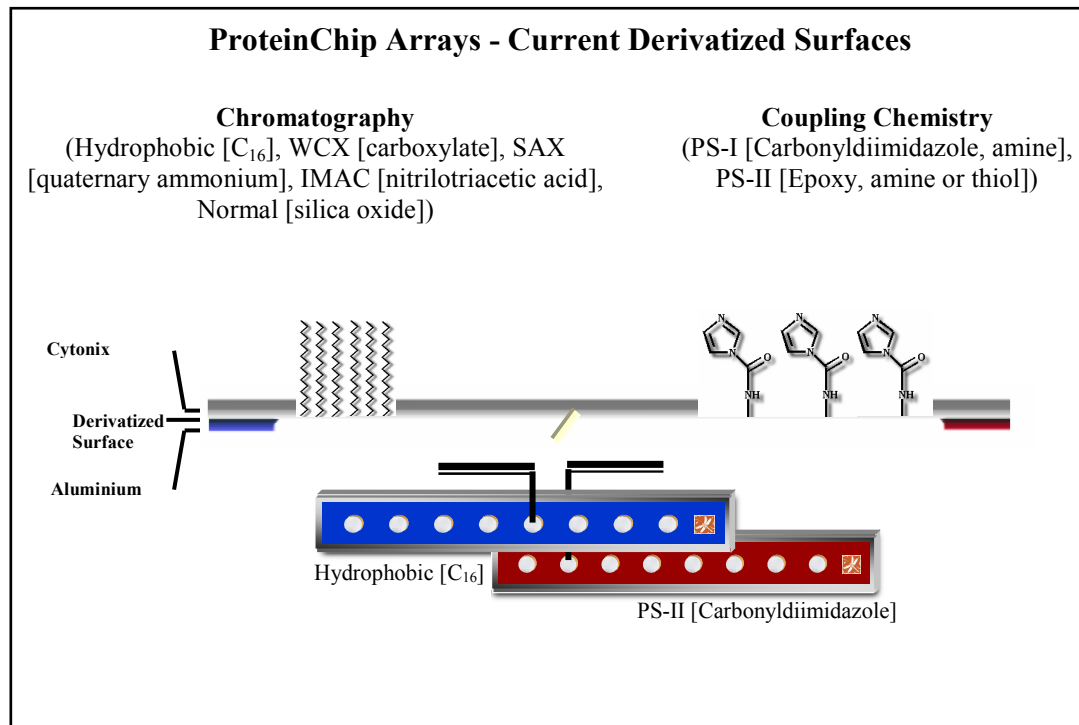 ProteinChip Arrays - Current Derivatized Surfaces
Chromatography
(Hydrophobic [C₁₆], WCX [carboxylate], SAX
[quaternary ammonium], IMAC [nitrilotriacetic acid],
Normal [silica oxide])
Coupling Chemistry
(PS-I [Carbonyldiimidazole, amine],
PS-II [Epoxy, amine or thiol])
Cytonix
Derivatized
Surface
Aluminium
N
N
O
NH
N
N
O
NH
N
N
O
NH
Hydrophobic [C₁₆]
PS-II [Carbonyldiimidazole]